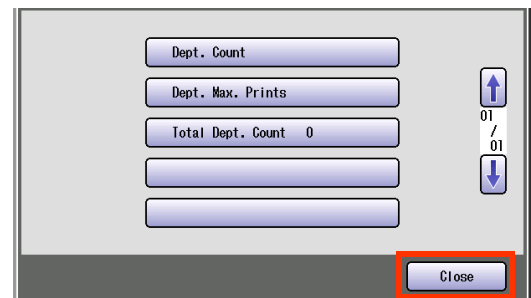 Dept. Count
Dept. Max. Prints
Total Dept. Count 0
01
/
01
Close